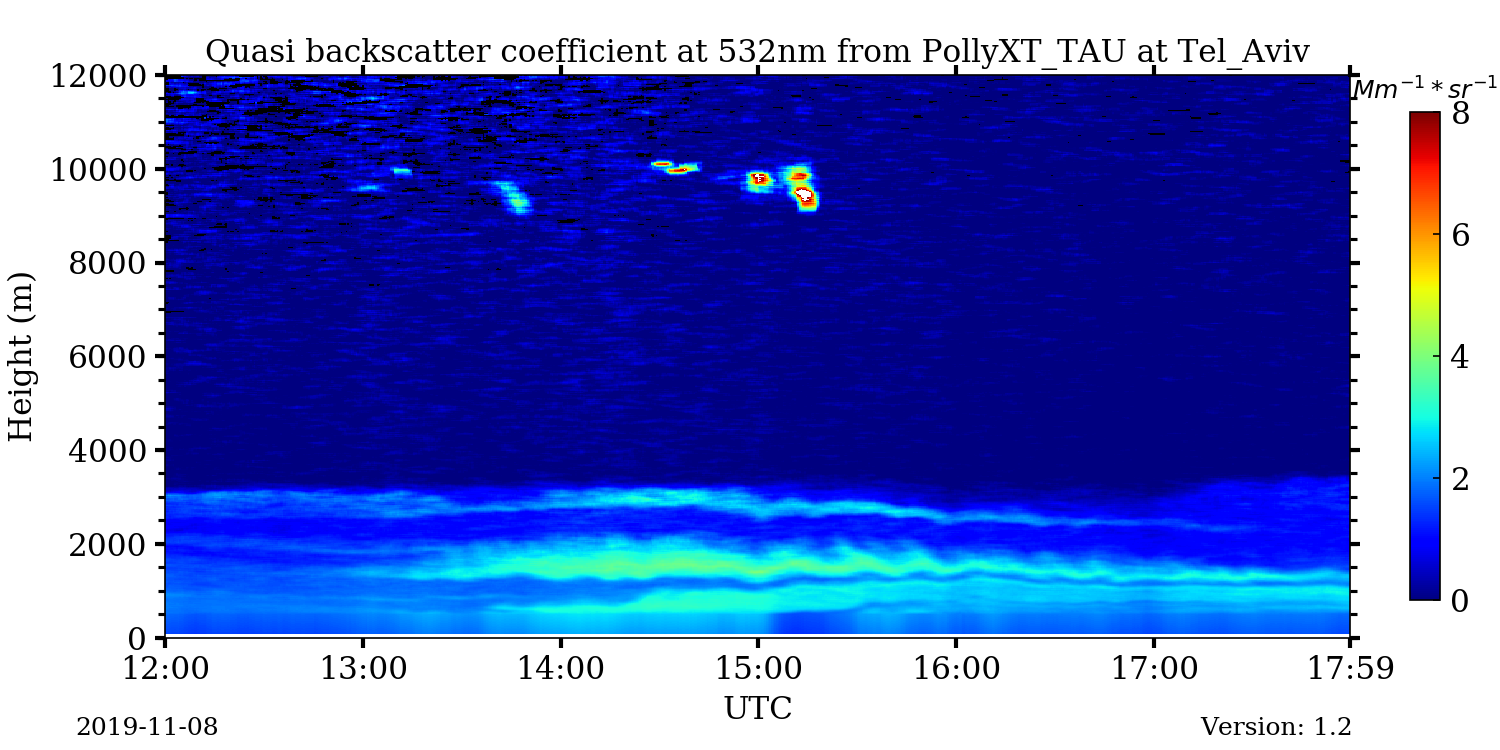 Quasi backscatter coefficient at 532nm from PollyXT_TAU at Tel_Aviv
Mm⁻¹ * sr⁻¹
12000
10000
8000
6000
4000
2000
0
Height (m)
8
6
4
2
0
12:00 13:00 14:00 15:00 16:00 17:00 17:59
UTC
2019-11-08 Version: 1.2